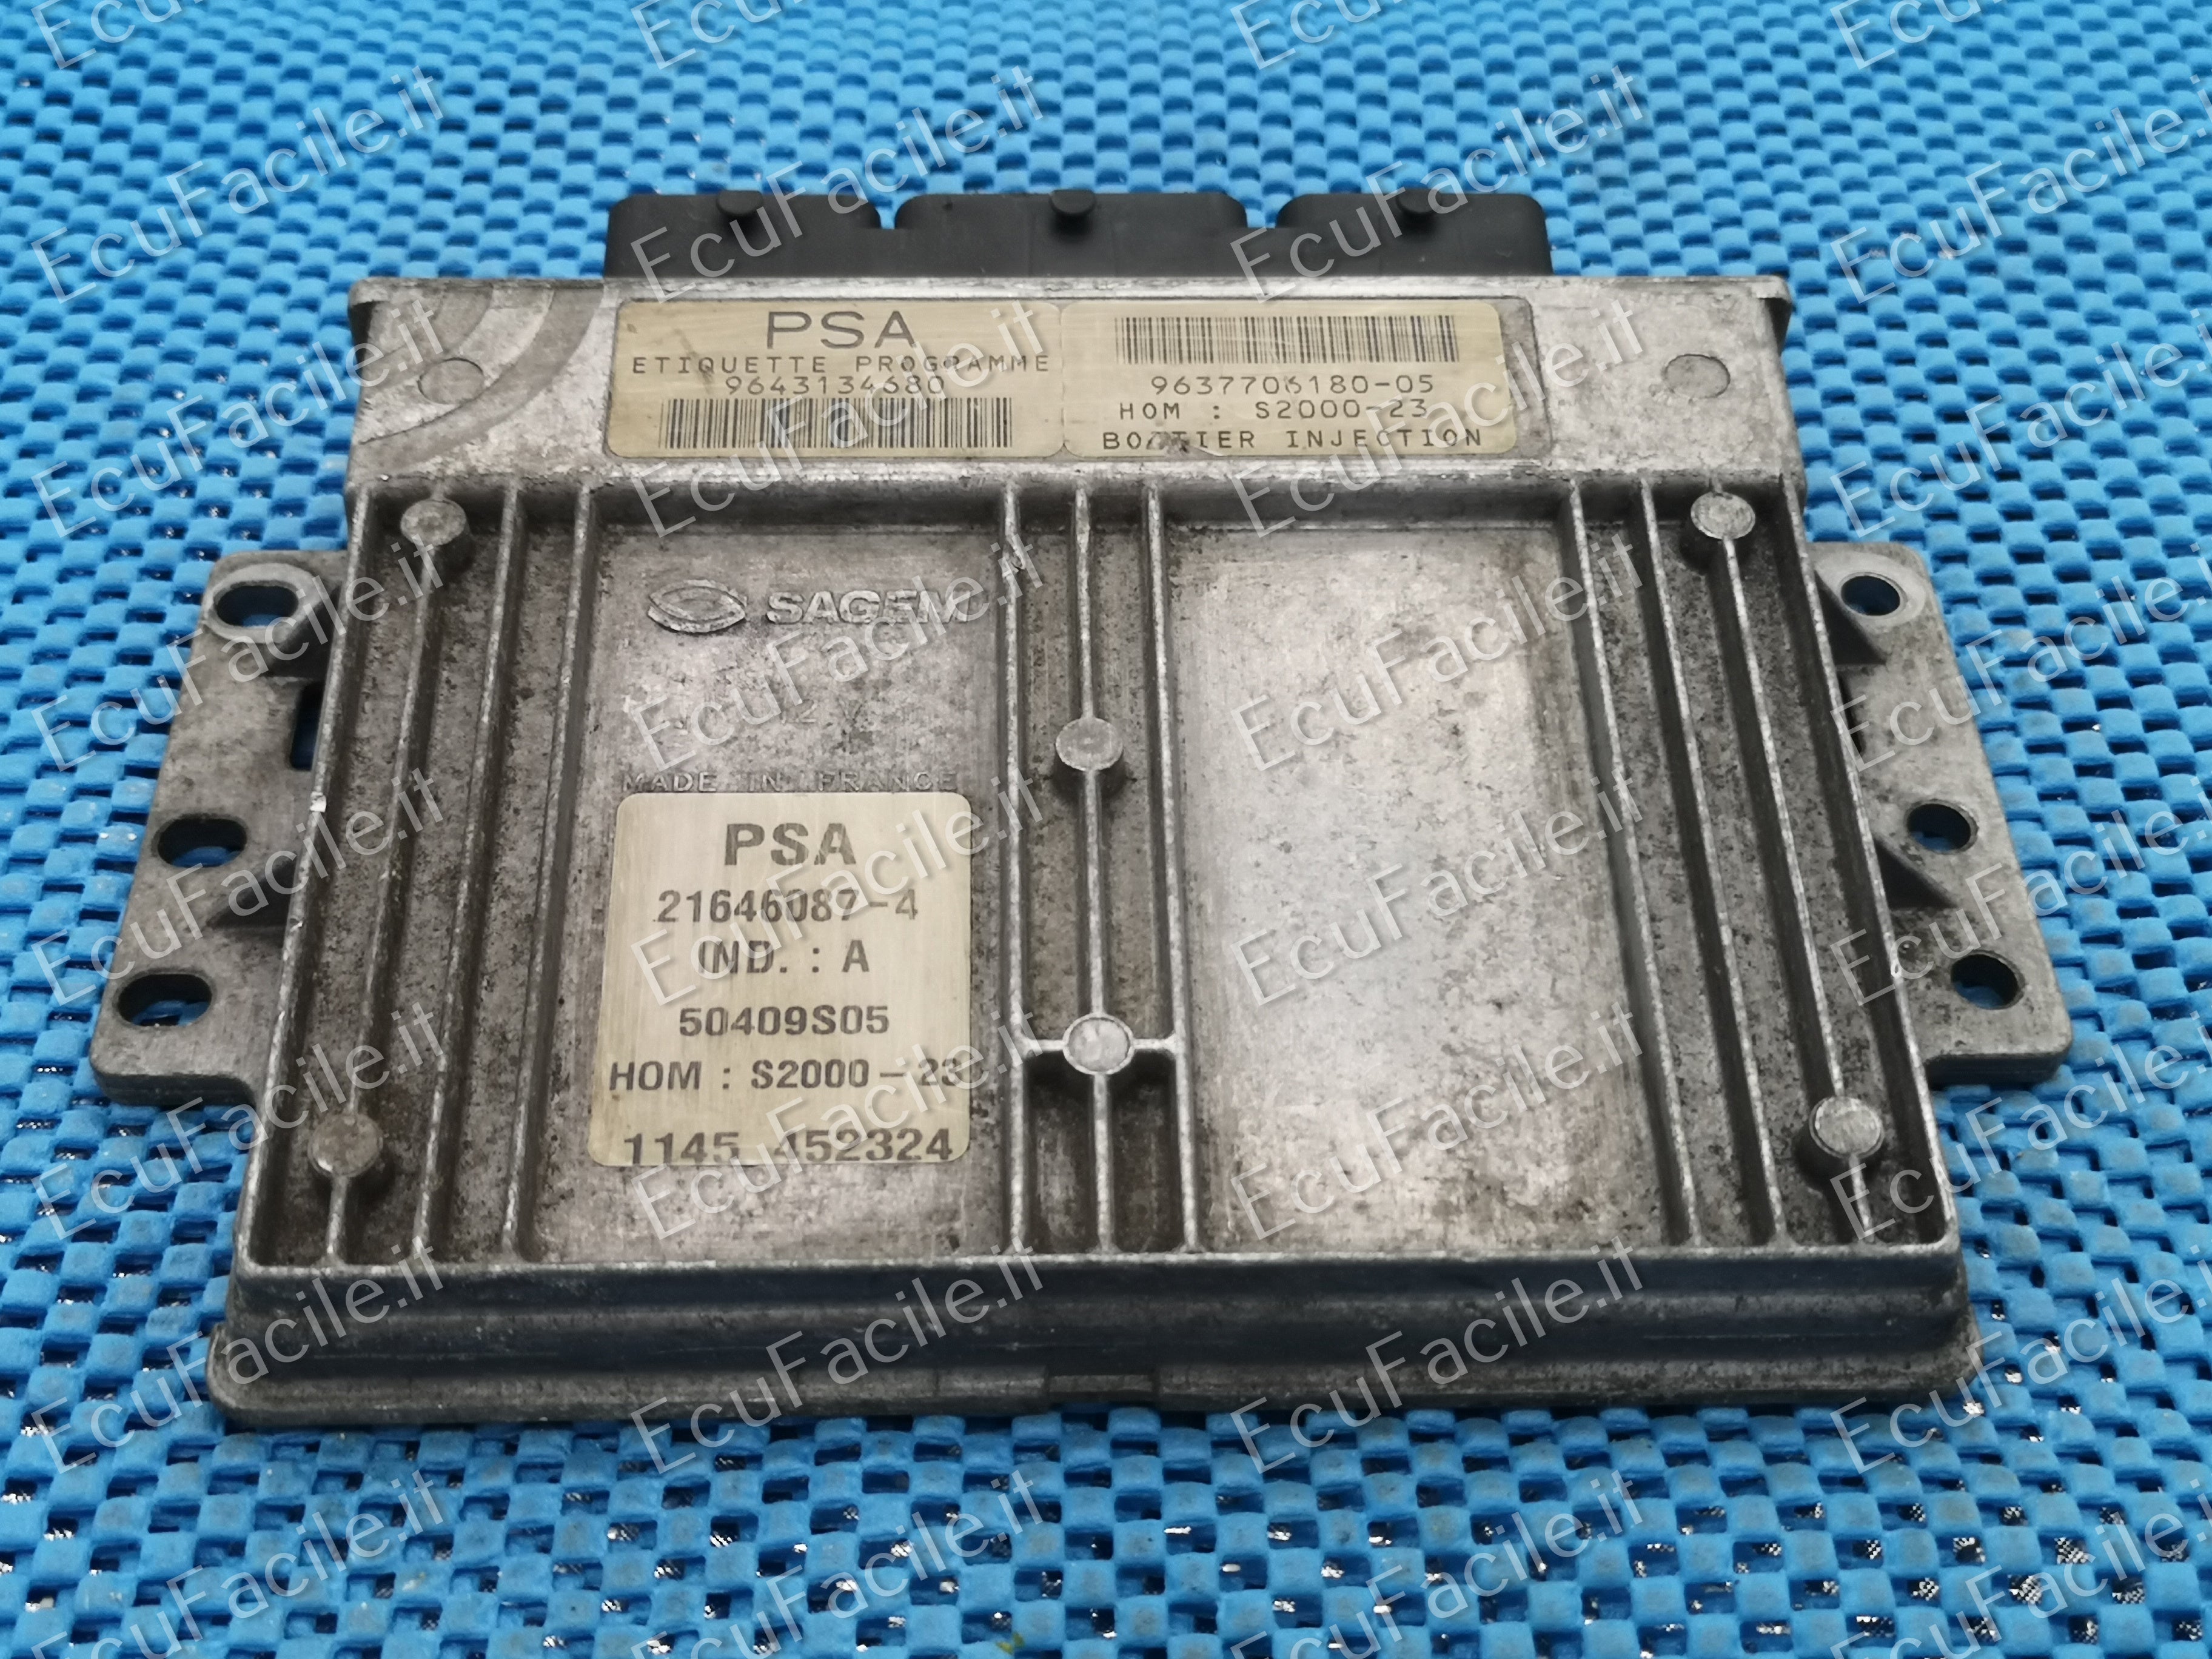 PSA
ETIQUETTE PROGRAMME
9643134680
9637706180-05
HOM : S2000-23
BOITIER INJECTION
SAGEM
MADE IN FRANCE
PSA
21646087-4
IND. : A
50409S05
HOM : S2000-23
1145 452324
EcuFacile.it